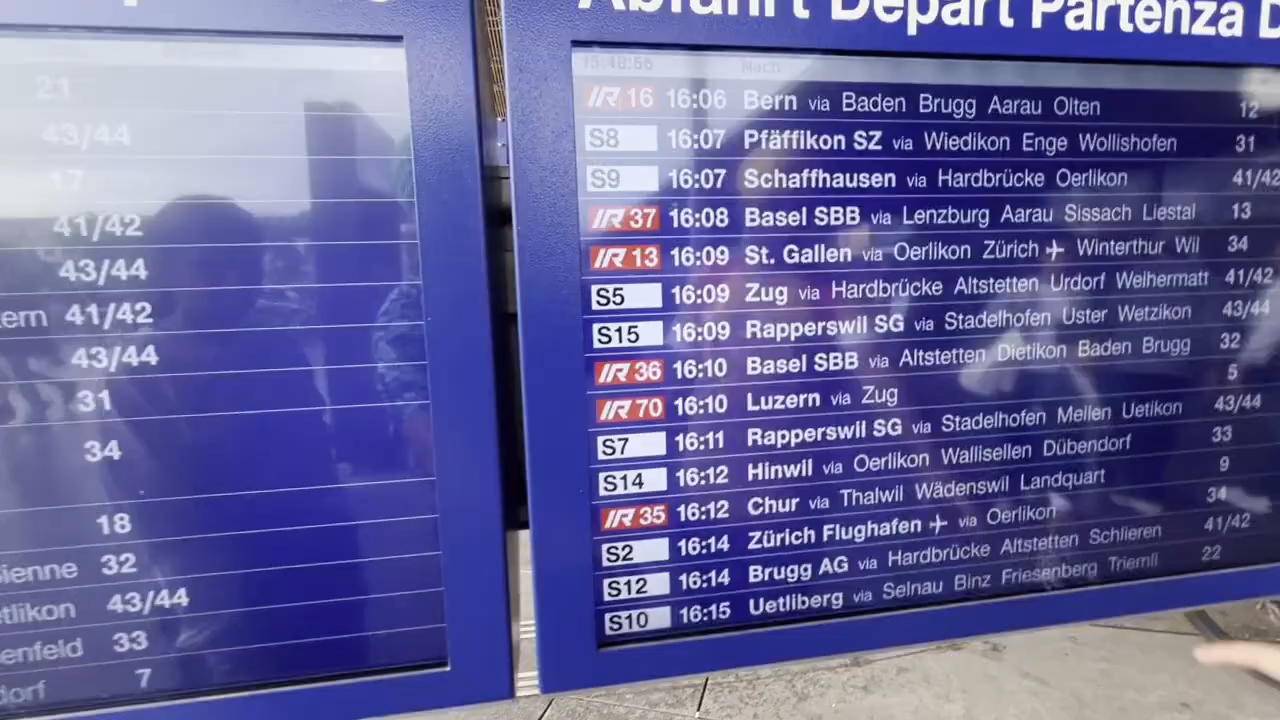 21
43/44
17
41/42
43/44
ern 41/42
43/44
31
34
18
ienne 32
tlikon 43/44
enfeld 33
dorf 7
Abfahrt Depart Partenza D
Nach
IR 16 16:06 Bern via Baden Brugg Aarau Olten 12
S8 16:07 Pfäffikon SZ via Wiedikon Enge Wollishofen 31
S9 16:07 Schaffhausen via Hardbrücke Oerlikon 41/42
IR 37 16:08 Basel SBB via Lenzburg Aarau Sissach Liestal 13
IR 13 16:09 St. Gallen via Oerlikon Zürich ✈ Winterthur Wil 34
S5 16:09 Zug via Hardbrücke Altstetten Urdorf Weihermatt 41/42
S15 16:09 Rapperswil SG via Stadelhofen Uster Wetzikon 43/44
IR 36 16:10 Basel SBB via Altstetten Dietikon Baden Brugg 32
IR 70 16:10 Luzern via Zug 5
S7 16:11 Rapperswil SG via Stadelhofen Meilen Uetikon 43/44
S14 16:12 Hinwil via Oerlikon Wallisellen Dübendorf 33
IR 35 16:12 Chur via Thalwil Wädenswil Landquart 9
S2 16:14 Zürich Flughafen ✈ via Oerlikon 34
S12 16:14 Brugg AG via Hardbrücke Altstetten Schlieren 41/42
S10 16:15 Uetliberg via Selnau Binz Friesenberg Triemli 22